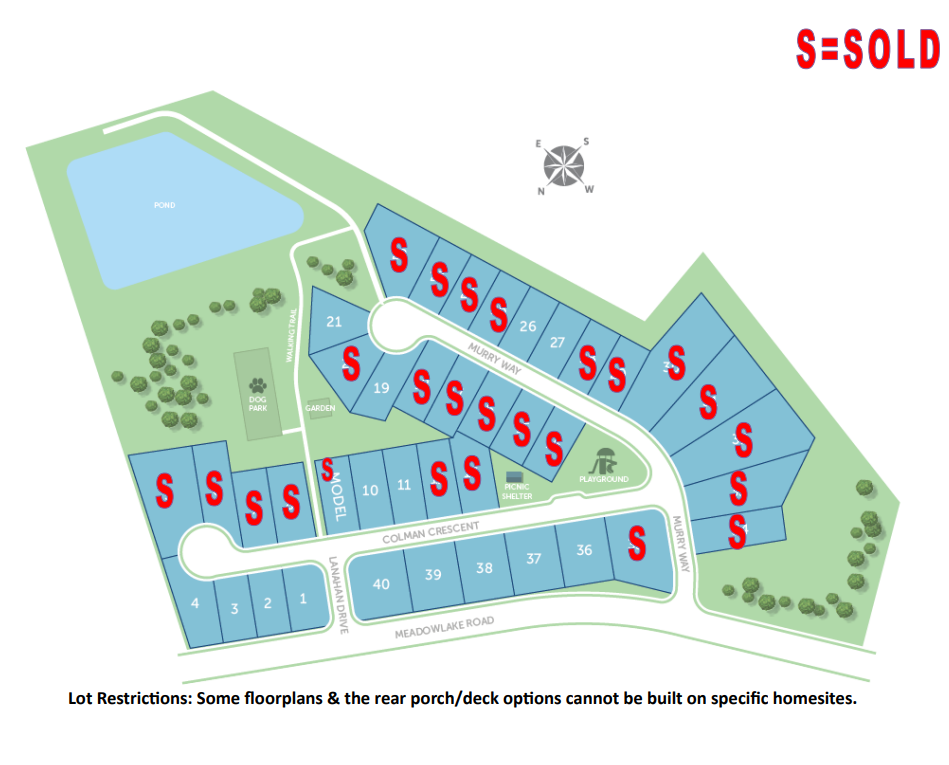 S=SOLD
E
S
N
W
POND
S
S
S
S
26
27
S
S
3 S
S
3 S
S
S
MURRY WAY
21
S
19
S
S
S
S
S
WALKING TRAIL
DOG
PARK
GARDEN
PICNIC
SHELTER
PLAYGROUND
S
S
S
S
S
MODEL
10
11
S
S
COLMAN CRESCENT
MURRY WAY
4
3
2
1
LANAHAN DRIVE
40
39
38
37
36
S
MEADOWLAKE ROAD
Lot Restrictions: Some floorplans & the rear porch/deck options cannot be built on specific homesites.